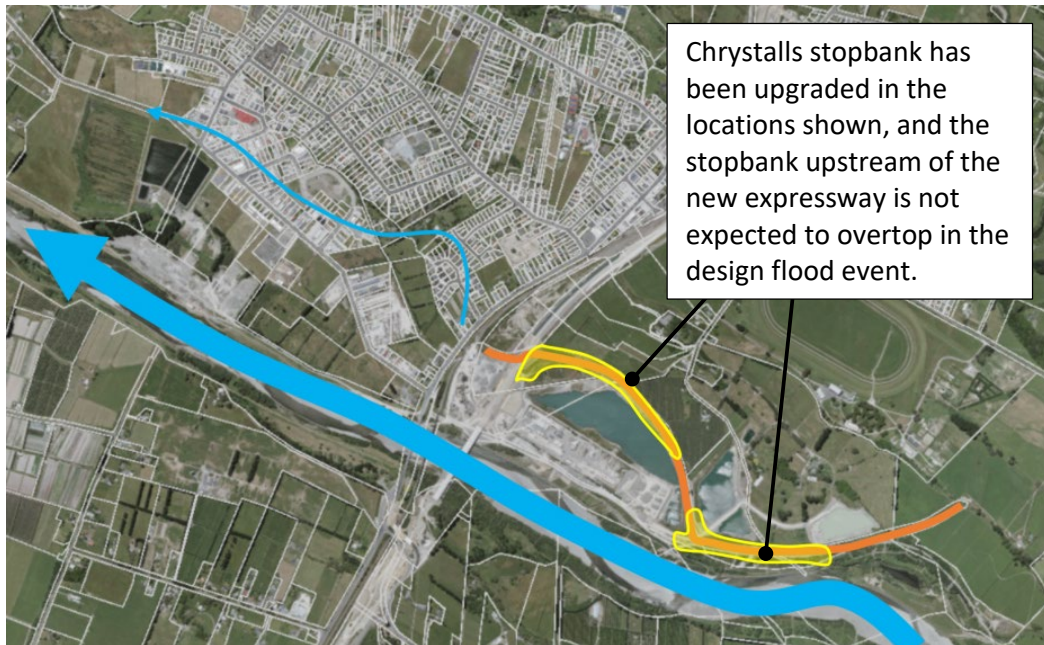 Chrystalls stopbank has
been upgraded in the
locations shown, and the
stopbank upstream of the
new expressway is not
expected to overtop in the
design flood event.